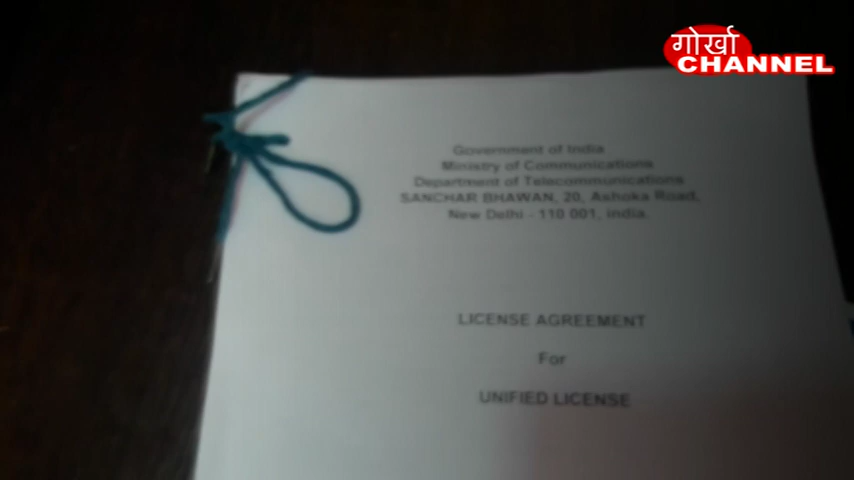 गोर्खा
CHANNEL
Government of India
Ministry of Communications
Department of Telecommunications
SANCHAR BHAWAN, 20, Ashoka Road,
New Delhi - 110 001, India.
LICENSE AGREEMENT
For
UNIFIED LICENSE